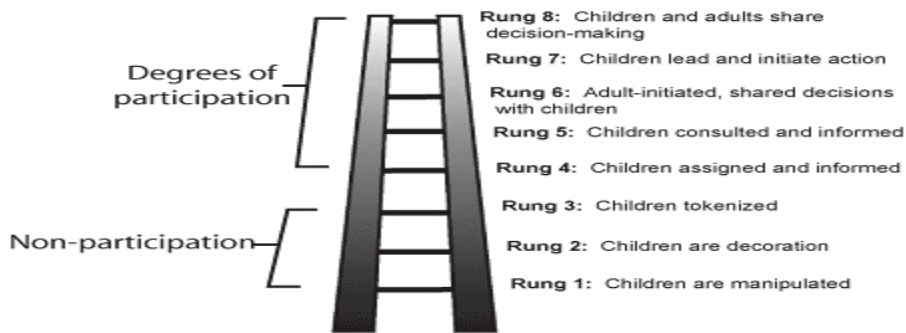 Rung 8: Children and adults share
decision-making
Rung 7: Children lead and initiate action
Degrees of
participation
Rung 6: Adult-initiated, shared decisions
with children
Rung 5: Children consulted and informed
Rung 4: Children assigned and informed
Rung 3: Children tokenized
Non-participation
Rung 2: Children are decoration
Rung 1: Children are manipulated